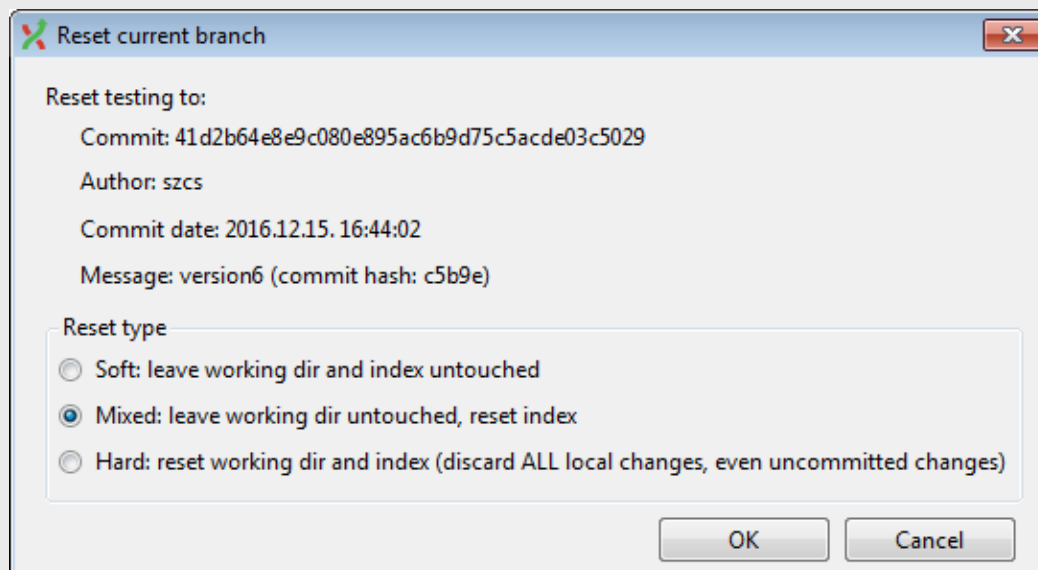 Reset current branch
Reset testing to:
Commit: 41d2b64e8e9c080e895ac6b9d75c5acde03c5029
Author: szcs
Commit date: 2016.12.15. 16:44:02
Message: version6 (commit hash: c5b9e)
Reset type
Soft: leave working dir and index untouched
Mixed: leave working dir untouched, reset index
Hard: reset working dir and index (discard ALL local changes, even uncommitted changes)
OK Cancel